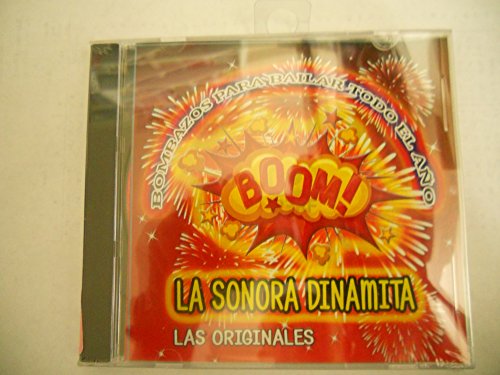 BOMBAZOS PARA BAILAR TODO EL AÑO
BOOM!
LA SONORA DINAMITA
LAS ORIGINALES